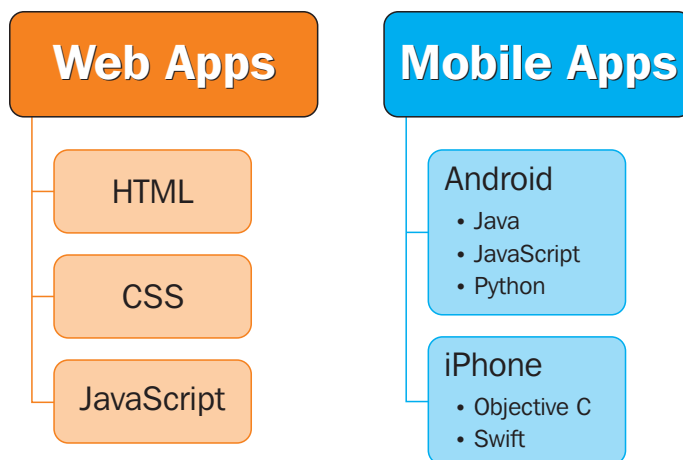 Web Apps
HTML
CSS
JavaScript
Mobile Apps
Android
• Java
• JavaScript
• Python
iPhone
• Objective C
• Swift